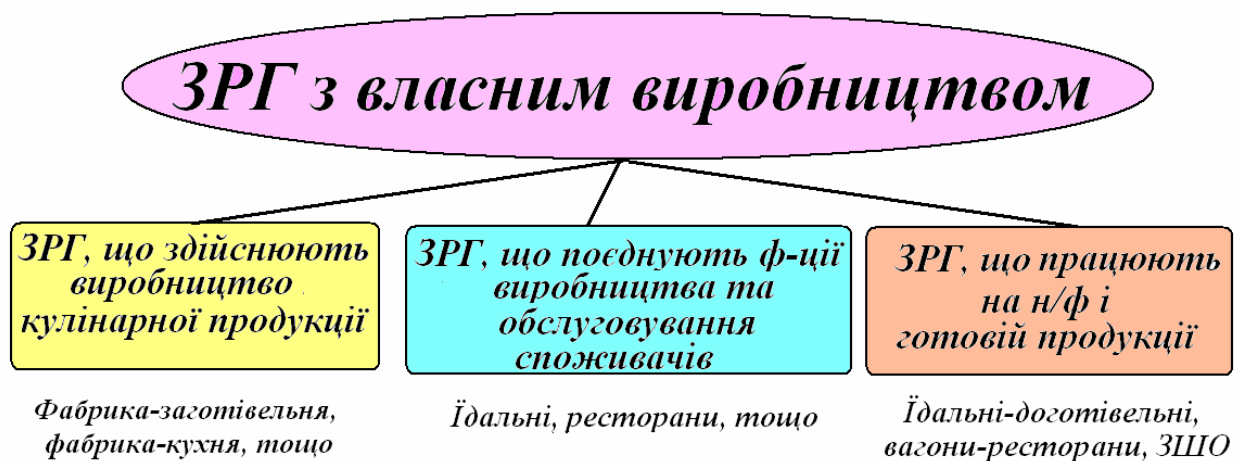 ЗРГ з власним виробництвом
ЗРГ, що здійснюють
виробництво
кулінарної продукції
ЗРГ, що поєднують ф-ції
виробництва та
обслуговування
споживачів
ЗРГ, що працюють
на н/ф і
готовій продукції
Фабрика-заготівельня,
фабрика-кухня, тощо
Їдальні, ресторани, тощо
Їдальні-доготівельні,
вагони-ресторани, ЗШО